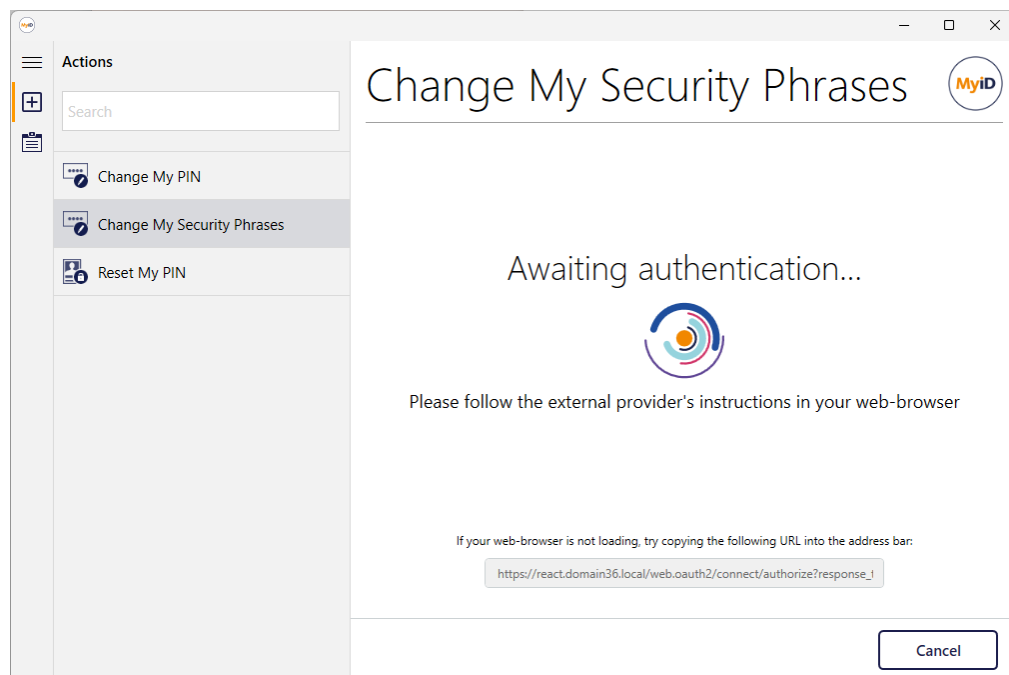 MyiD
Actions
Search
Change My PIN
Change My Security Phrases
Reset My PIN
Change My Security Phrases
MyiD
Awaiting authentication...
Please follow the external provider's instructions in your web-browser
If your web-browser is not loading, try copying the following URL into the address bar:
https://react.domain36.local/web.oauth2/connect/authorize?response_t
Cancel